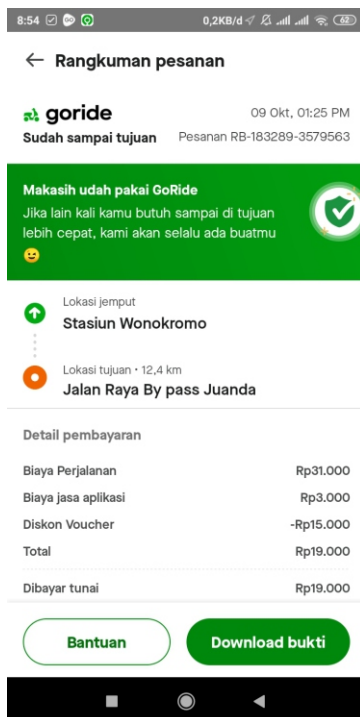 8:54 0,2KB/d 62
Rangkuman pesanan
goride 09 Okt, 01:25 PM
Sudah sampai tujuan Pesanan RB-183289-3579563
Makasih udah pakai GoRide
Jika lain kali kamu butuh sampai di tujuan
lebih cepat, kami akan selalu ada buatmu
😉
Lokasi jemput
Stasiun Wonokromo
Lokasi tujuan • 12,4 km
Jalan Raya By pass Juanda
Detail pembayaran
Biaya Perjalanan Rp31.000
Biaya jasa aplikasi Rp3.000
Diskon Voucher -Rp15.000
Total Rp19.000
Dibayar tunai Rp19.000
Bantuan Download bukti